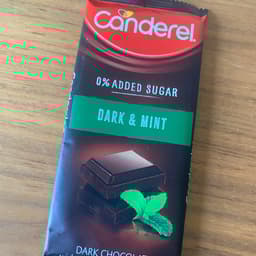 Canderel
0% ADDED SUGAR
DARK & MINT
DARK CHOCOLATE